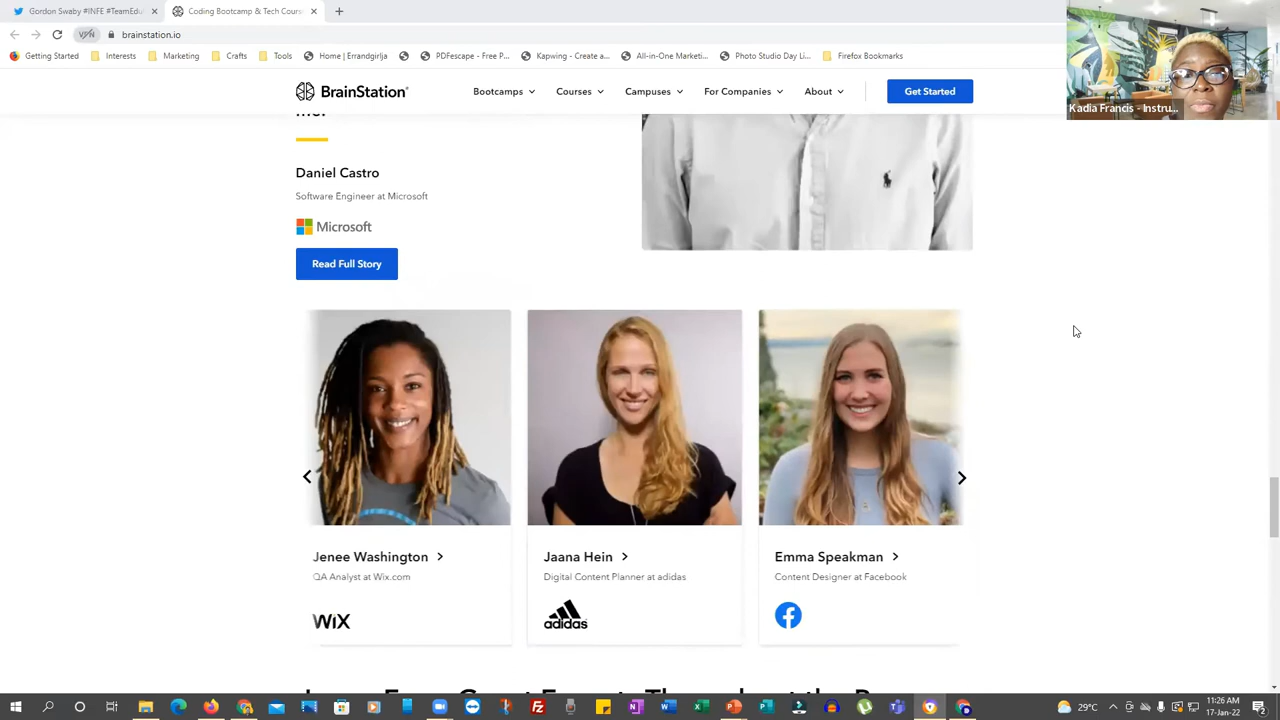 Gordon Swaby #INFE #TeamEdu
Coding Bootcamp & Tech Cours
VPN
brainstation.io
Getting Started
Interests
Marketing
Crafts
Tools
Home | Errandgirlja
PDFescape - Free P...
Kapwing - Create a...
All-in-One Marketi...
Photo Studio Day Li...
Firefox Bookmarks
Kadia Francis - Instru...
BrainStation®
Bootcamps
Courses
Campuses
For Companies
About
Get Started
me.
Daniel Castro
Software Engineer at Microsoft
Microsoft
Read Full Story
Jenee Washington
QA Analyst at Wix.com
WiX
Jaana Hein
Digital Content Planner at adidas
adidas
Emma Speakman
Content Designer at Facebook
29°C
11:26 AM
17-Jan-22